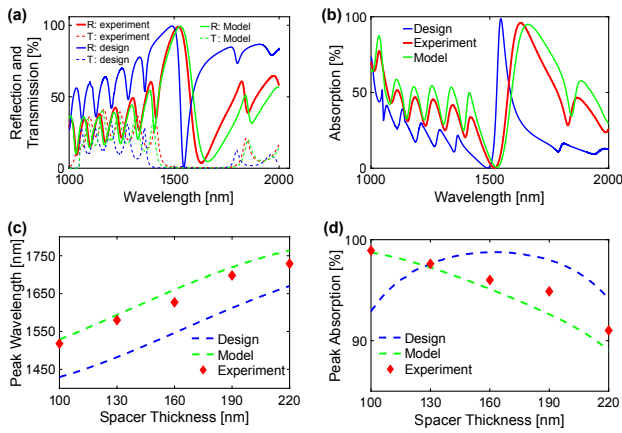 (a)
R: experiment
T: experiment
R: design
T: design
R: Model
T: Model
Reflection and
Transmission [%]
100
50
0
1000
1500
2000
Wavelength [nm]
(b)
Design
Experiment
Model
Absorption [%]
100
50
0
1000
1500
2000
Wavelength [nm]
(c)
Peak Wavelength [nm]
1750
1650
1550
1450
Design
Model
Experiment
100
130
160
190
220
Spacer Thickness [nm]
(d)
Peak Absorption [%]
98
90
Design
Model
Experiment
100
130
160
190
220
Spacer Thickness [nm]